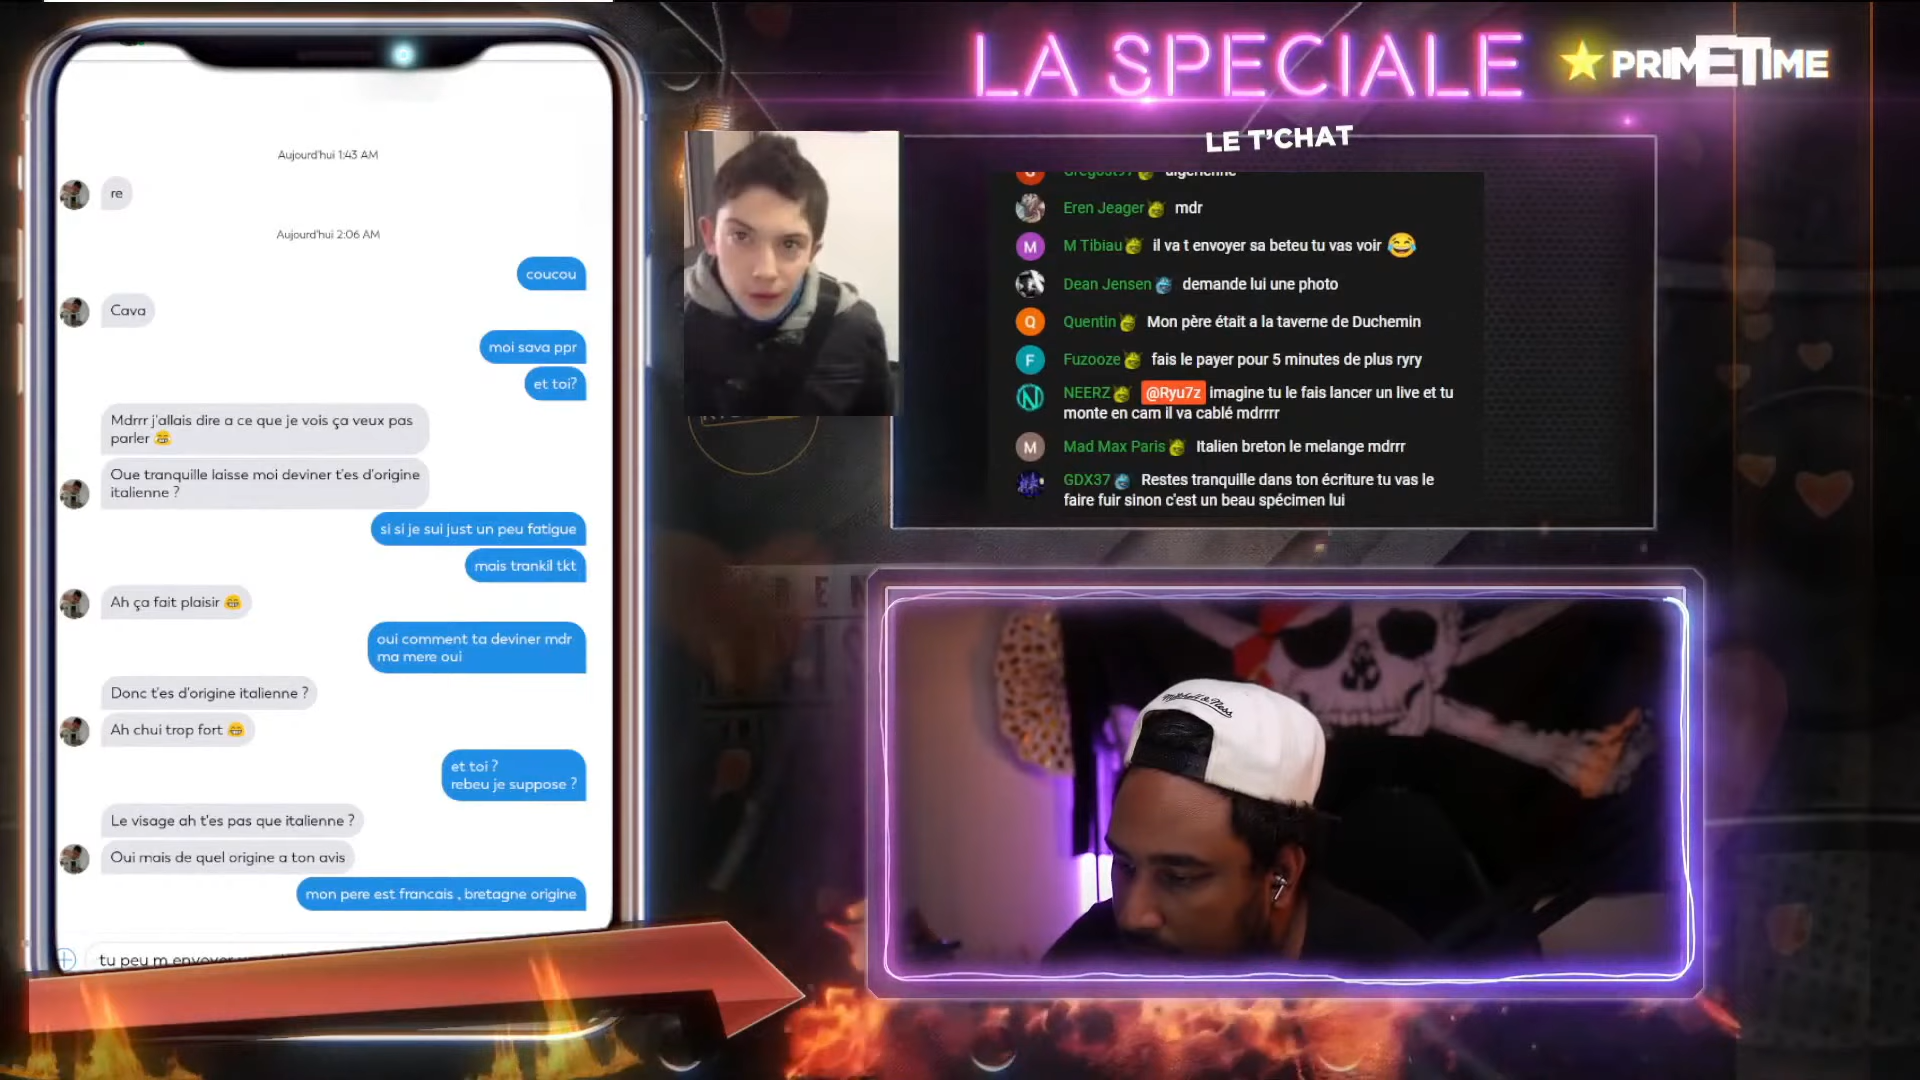 LA SPECIALE
PRIMETIME
LE T'CHAT
Aujourd'hui 1:43 AM
re
Aujourd'hui 2:06 AM
coucou
Cava
moi sava ppr
et toi?
Mdrrr j'allais dire a ce que je vois ça veux pas
parler 😂
Oue tranquille laisse moi deviner t'es d'origine
italienne ?
si si je sui just un peu fatigue
mais trankil tkt
Ah ça fait plaisir 😁
oui comment ta deviner mdr
ma mere oui
Donc t'es d'origine italienne ?
Ah chui trop fort 😁
et toi ?
rebeu je suppose ?
Le visage ah t'es pas que italienne ?
Oui mais de quel origine a ton avis
mon pere est francais , bretagne origine
tu peu m envoyer
algerienne
Eren Jeager mdr
M
M Tibiau il va t envoyer sa beteu tu vas voir 😂
Dean Jensen demande lui une photo
Q
Quentin Mon père était a la taverne de Duchemin
F
Fuzooze fais le payer pour 5 minutes de plus ryry
NEERZ @Ryu7z imagine tu le fais lancer un live et tu
monte en cam il va cablé mdrrrr
M
Mad Max Paris Italien breton le melange mdrrr
GDX37 Restes tranquille dans ton écriture tu vas le
faire fuir sinon c'est un beau spécimen lui
Mitchell & Ness